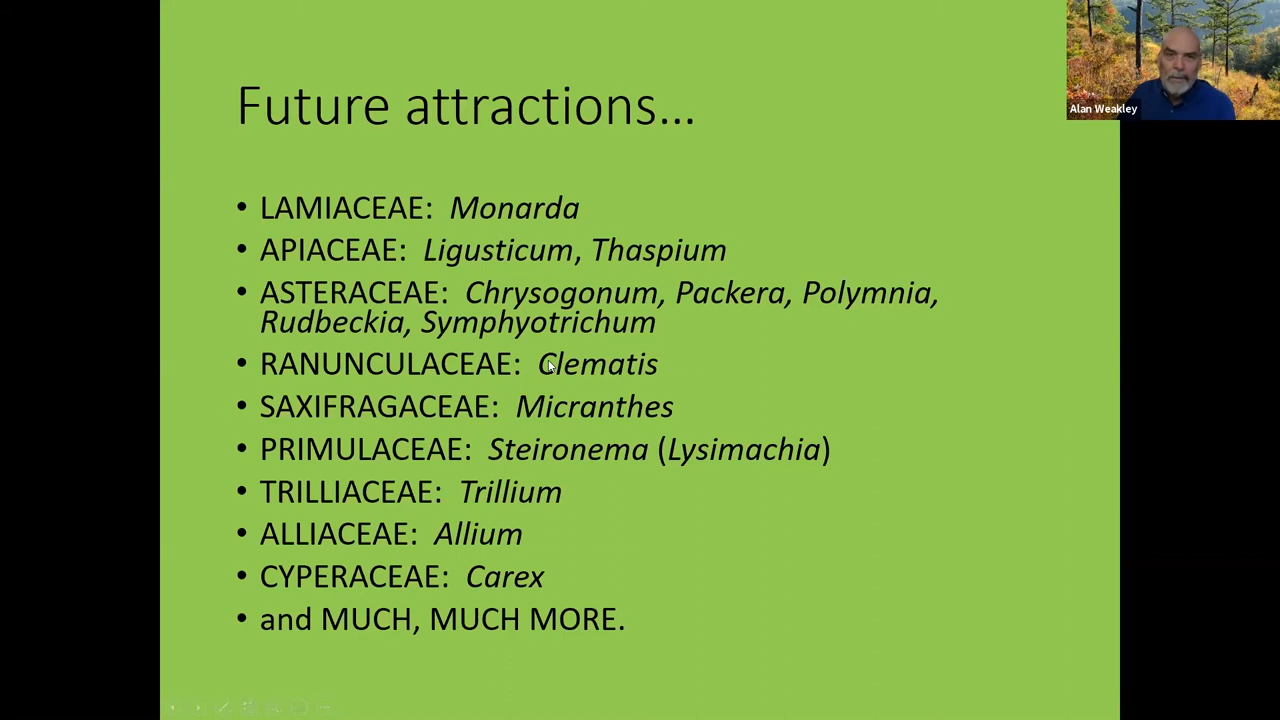 Future attractions...
Alan Weakley
• LAMIACEAE: Monarda
• APIACEAE: Ligusticum, Thaspium
• ASTERACEAE: Chrysogonum, Packera, Polymnia,
Rudbeckia, Symphyotrichum
• RANUNCULACEAE: Clematis
• SAXIFRAGACEAE: Micranthes
• PRIMULACEAE: Steironema (Lysimachia)
• TRILLIACEAE: Trillium
• ALLIACEAE: Allium
• CYPERACEAE: Carex
• and MUCH, MUCH MORE.